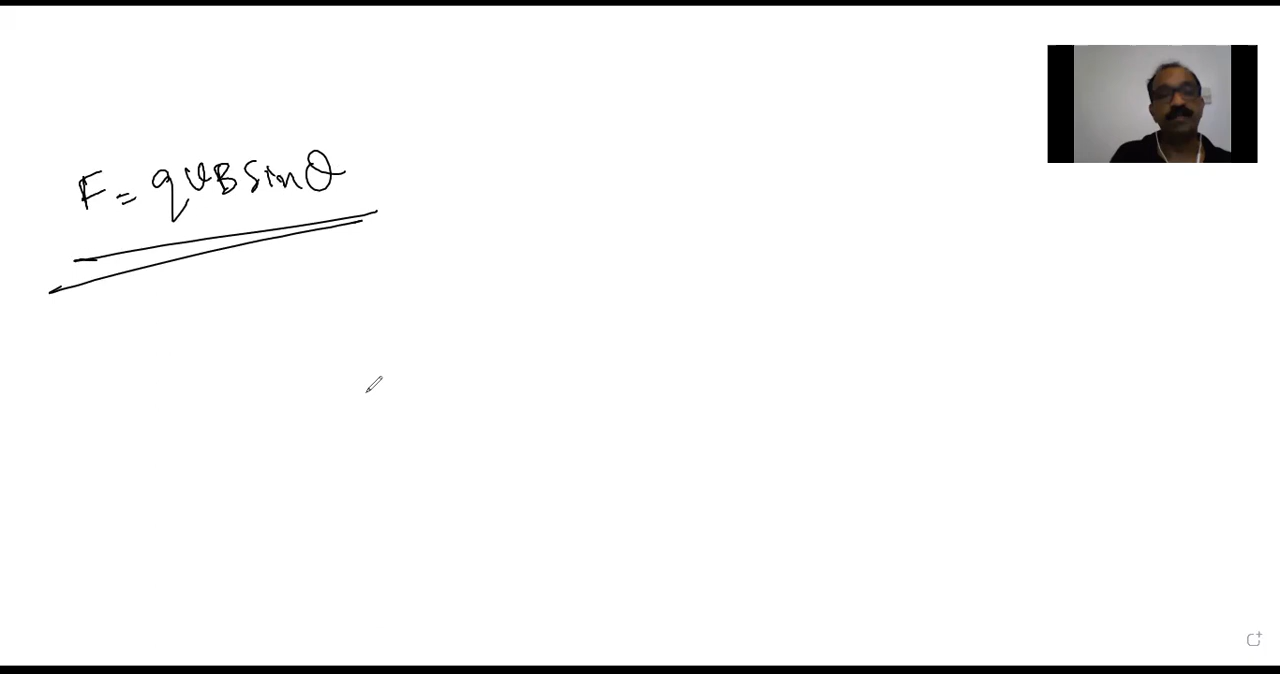 F = qvB sinθ